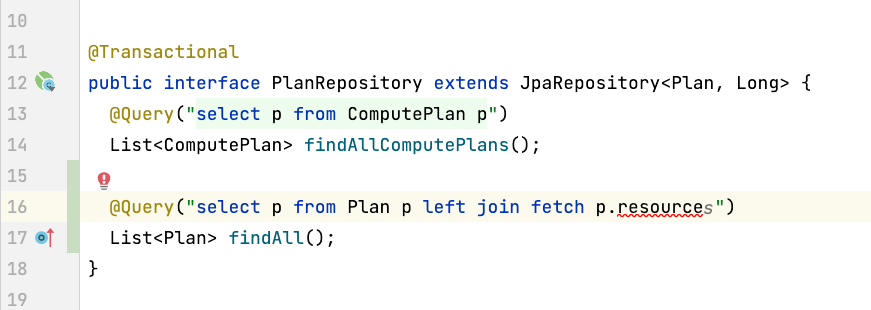 10
11 @Transactional
12 public interface PlanRepository extends JpaRepository<Plan, Long> {
13 @Query("select p from ComputePlan p")
14 List<ComputePlan> findAllComputePlans();
15
16 @Query("select p from Plan p left join fetch p.resources")
17 List<Plan> findAll();
18 }
19